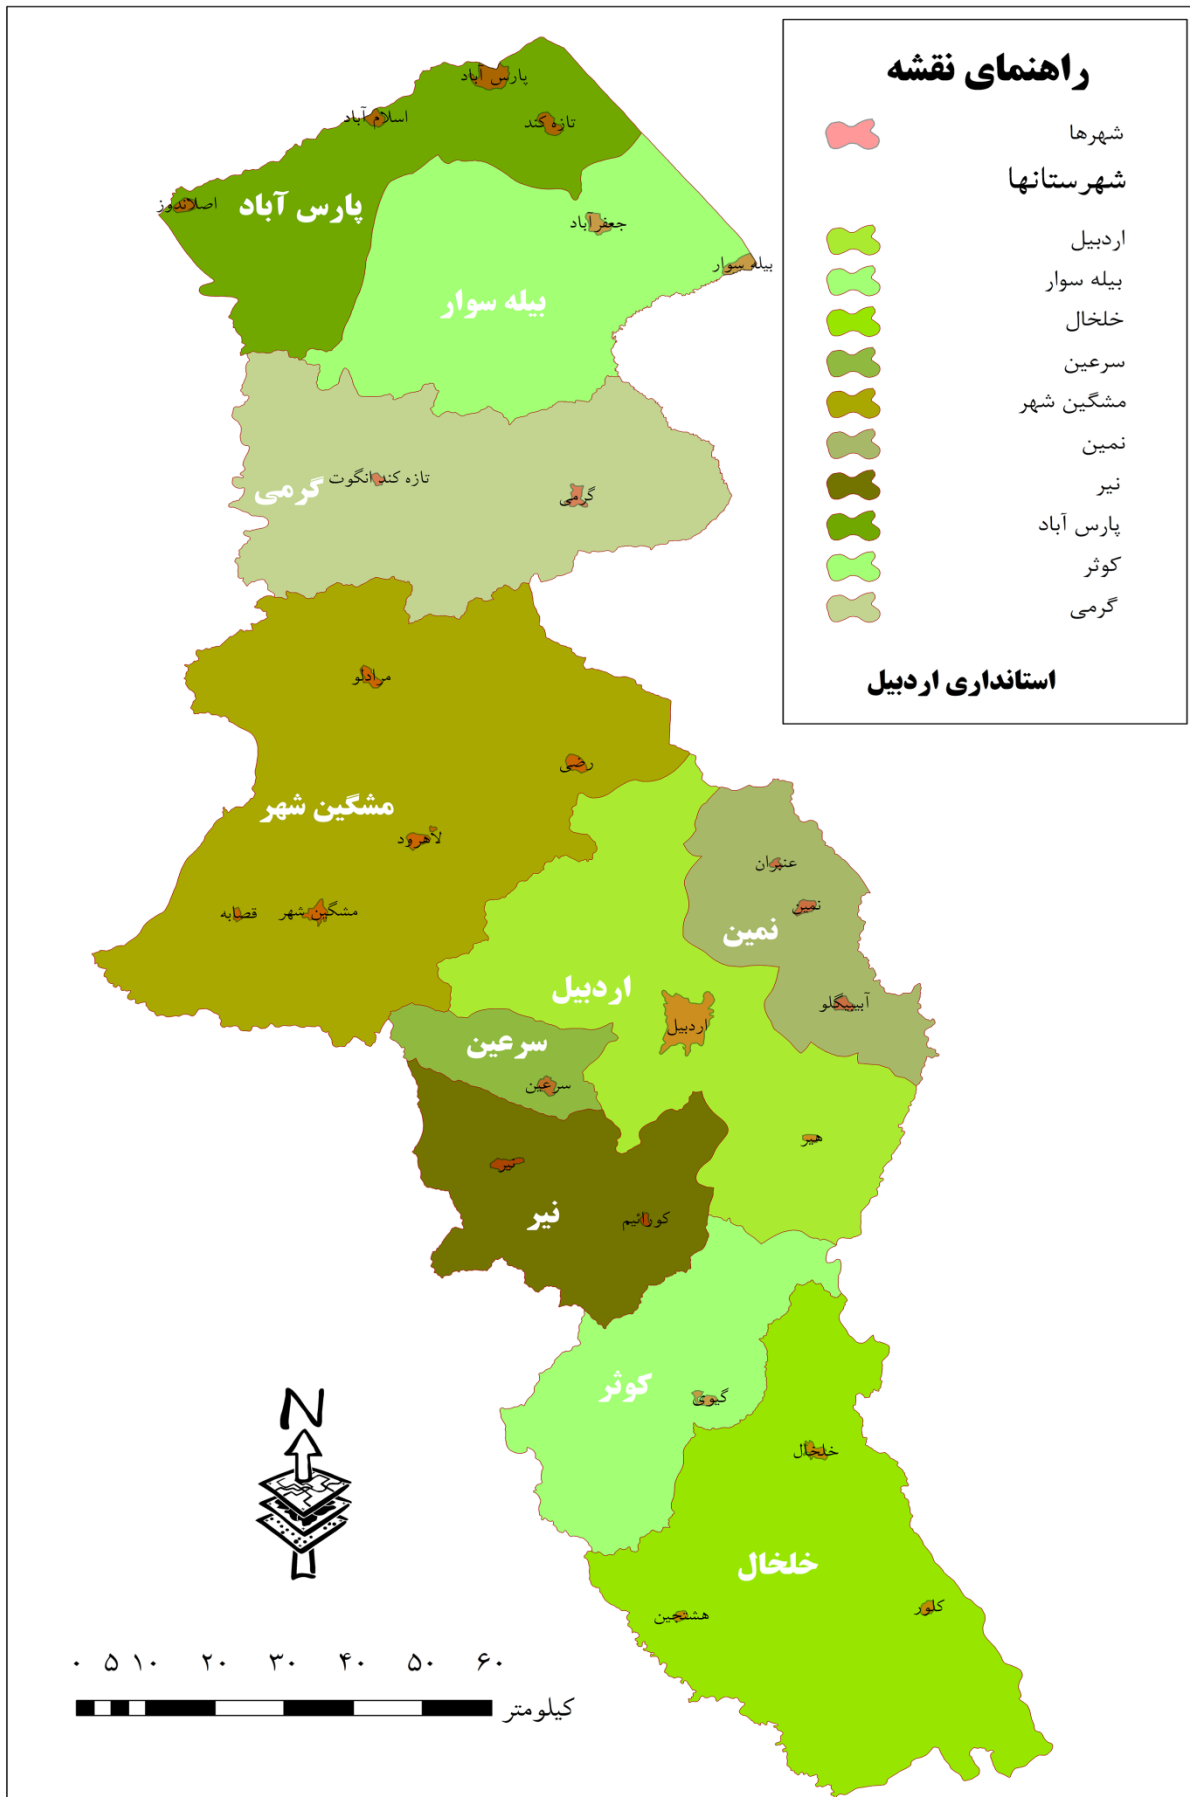 راهنمای نقشه
شهرها
شهرستانها
اردبیل
بیله سوار
خلخال
سرعین
مشگین شهر
نمین
نیر
پارس آباد
کوثر
گرمی
استانداری اردبیل
پارس آباد
اسلام آباد
تازه کند
اصلاندوز
پارس آباد
جعفر آباد
بیله سوار
بیله سوار
تازه کند انگوت
گرمی
گرمی
مرادلو
رضی
مشگین شهر
لاهرود
قصابه
مشگین شهر
عنبران
نمین
نمین
آبیبیگلو
اردبیل
اردبیل
سرعین
سرعین
هیر
نیر
نیر
کورائیم
کوثر
گیوی
خلخال
خلخال
هشتجین
کلور
N
۰ ۵ ۱۰ ۲۰ ۳۰ ۴۰ ۵۰ ۶۰
کیلومتر